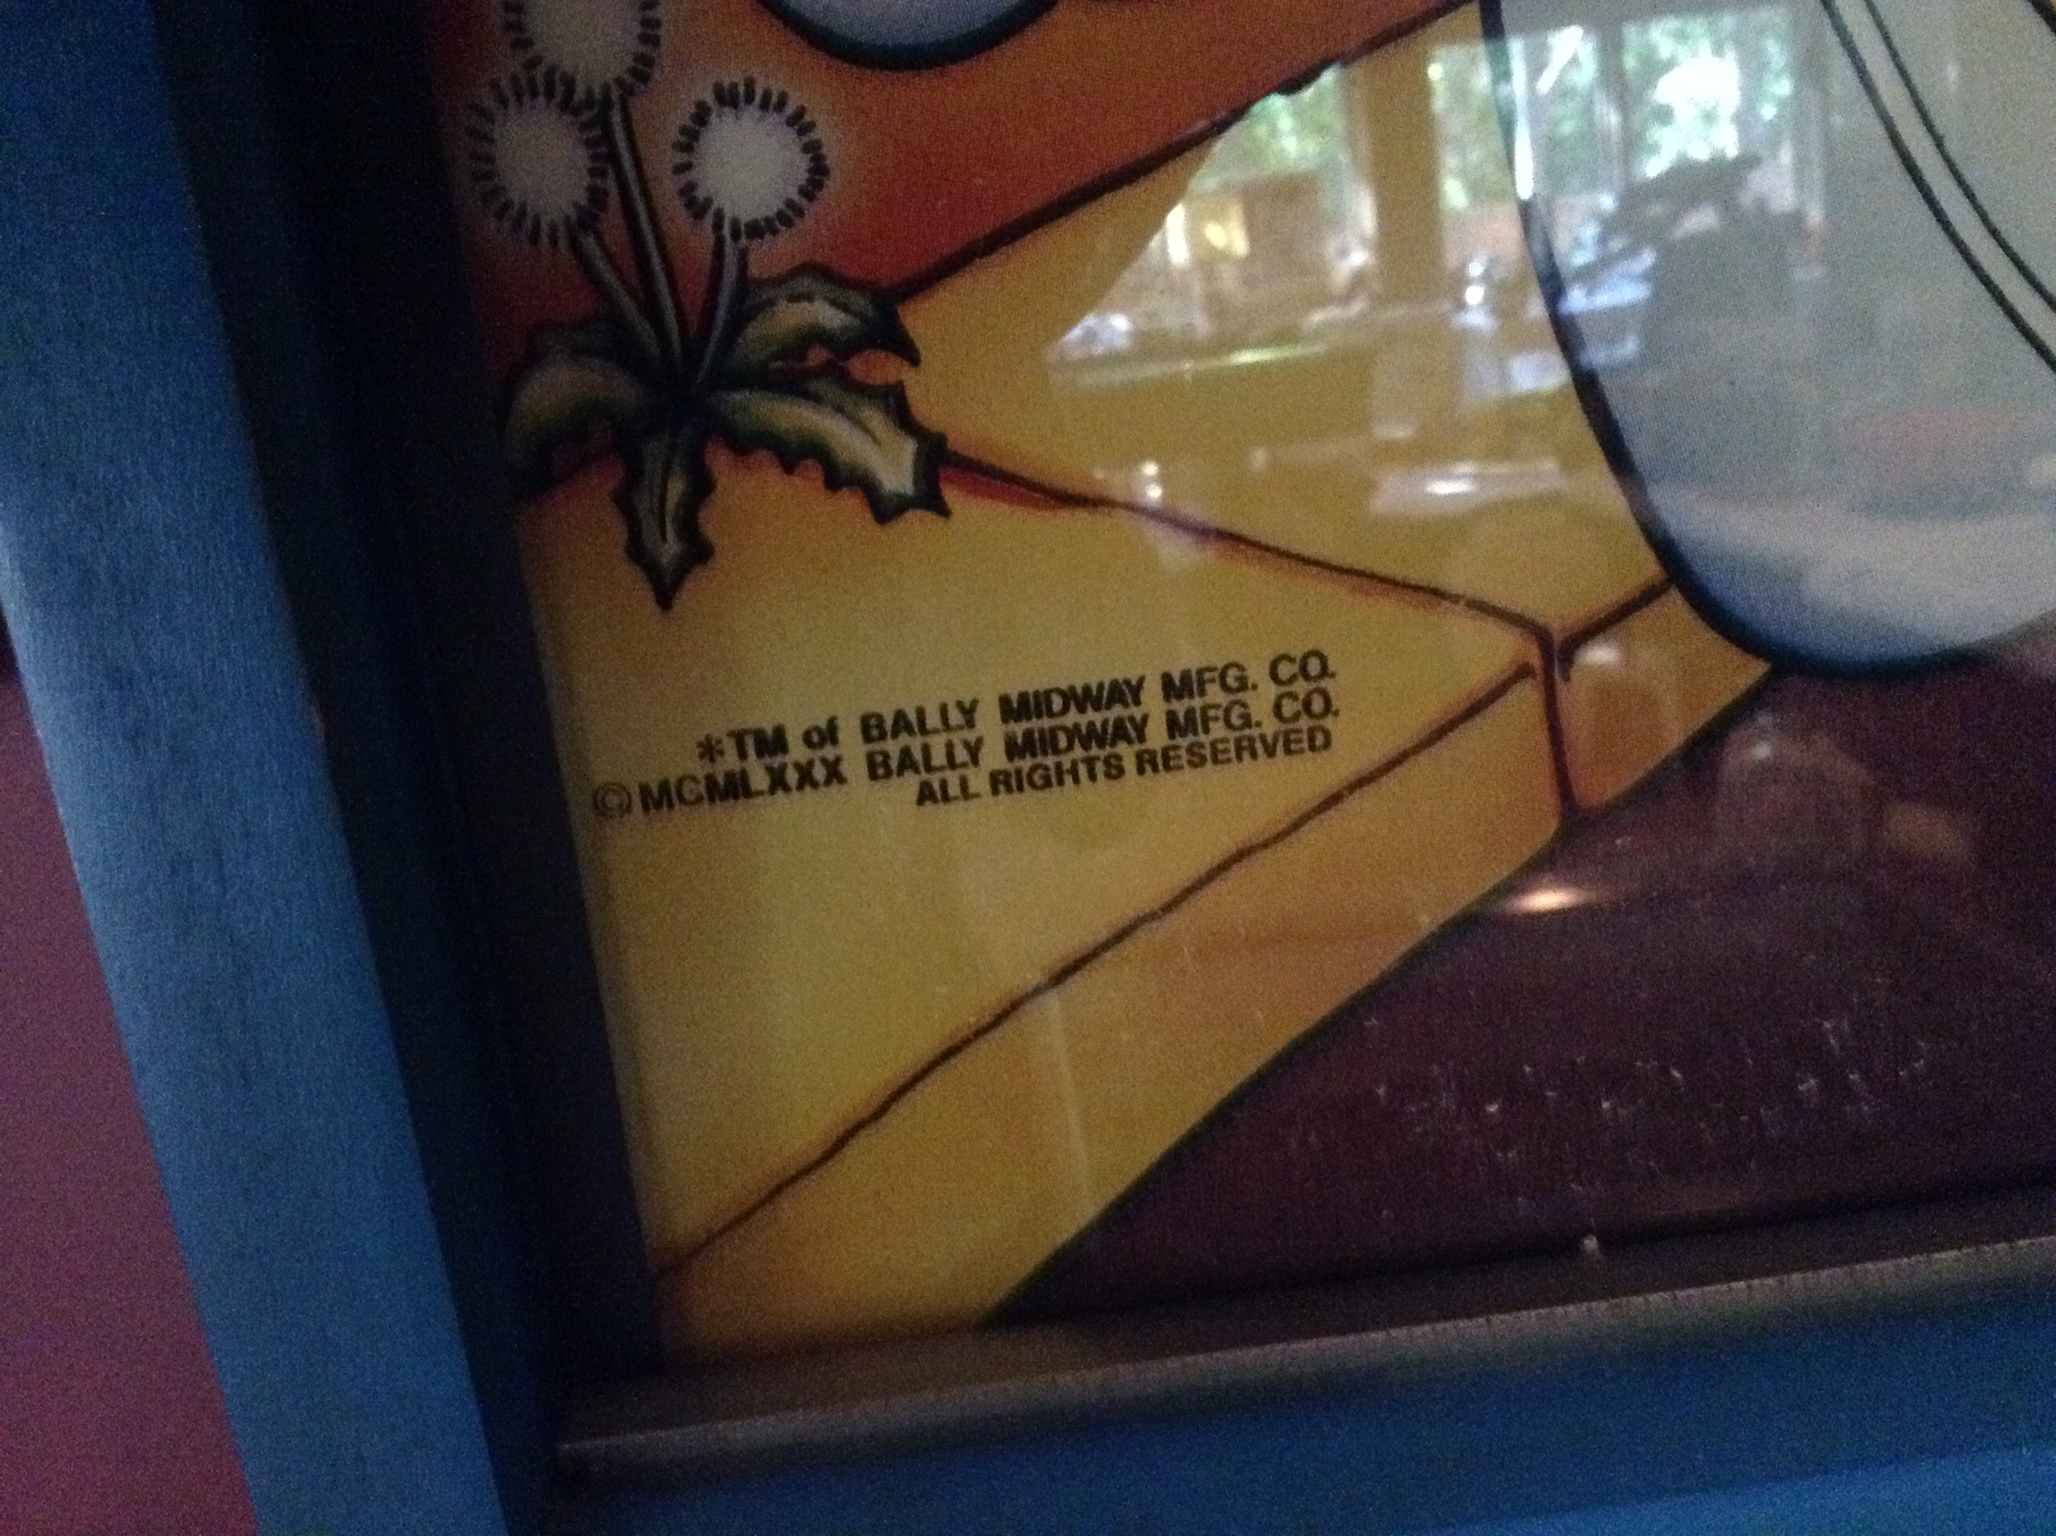 *TM of BALLY MIDWAY MFG. CO.
©MCMLXXX BALLY MIDWAY MFG. CO.
ALL RIGHTS RESERVED